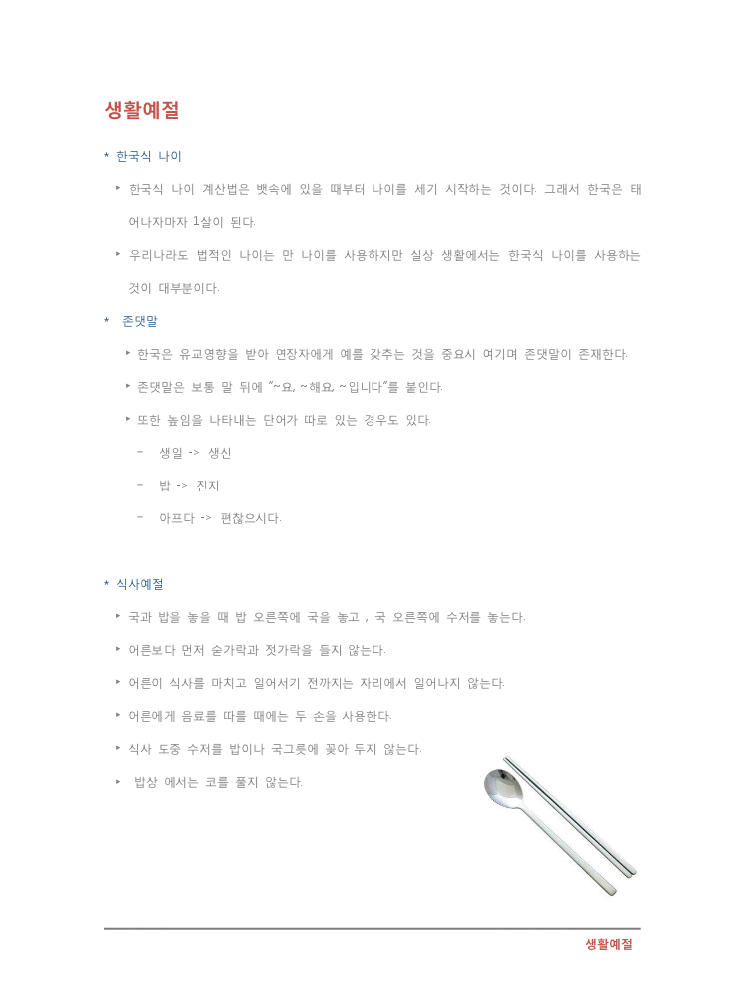 생활예절
* 한국식 나이
‣ 한국식 나이 계산법은 뱃속에 있을 때부터 나이를 세기 시작하는 것이다. 그래서 한국은 태
어나자마자 1살이 된다.
‣ 우리나라도 법적인 나이는 만 나이를 사용하지만 실상 생활에서는 한국식 나이를 사용하는
것이 대부분이다.
* 존댓말
‣ 한국은 유교영향을 받아 연장자에게 예를 갖추는 것을 중요시 여기며 존댓말이 존재한다.
‣ 존댓말은 보통 말 뒤에 “~요, ~해요, ~입니다“를 붙인다.
‣ 또한 높임을 나타내는 단어가 따로 있는 경우도 있다.
- 생일 -> 생신
- 밥 -> 진지
- 아프다 -> 편찮으시다.
* 식사예절
‣ 국과 밥을 놓을 때 밥 오른쪽에 국을 놓고 , 국 오른쪽에 수저를 놓는다.
‣ 어른보다 먼저 숟가락과 젓가락을 들지 않는다.
‣ 어른이 식사를 마치고 일어서기 전까지는 자리에서 일어나지 않는다.
‣ 어른에게 음료를 따를 때에는 두 손을 사용한다.
‣ 식사 도중 수저를 밥이나 국그릇에 꽂아 두지 않는다.
‣ 밥상 에서는 코를 풀지 않는다.
생활예절